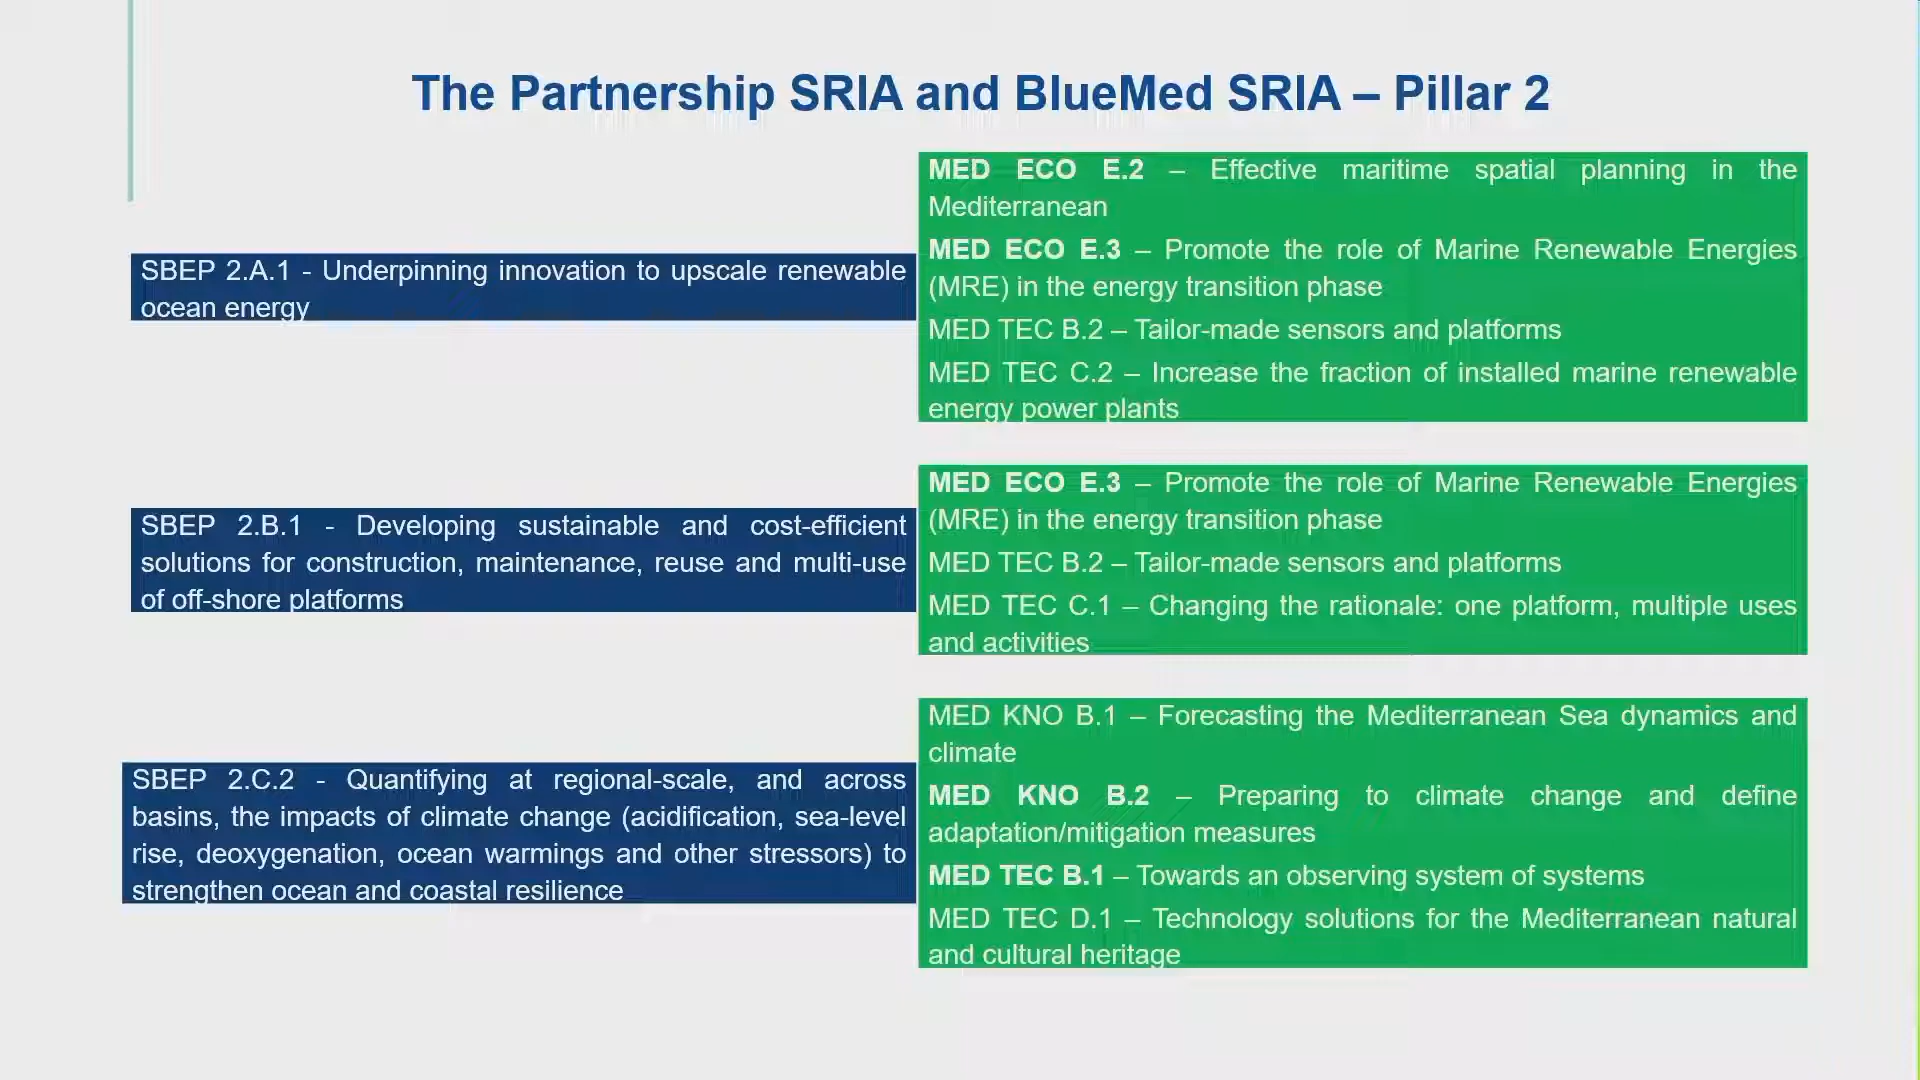 The Partnership SRIA and BlueMed SRIA – Pillar 2
SBEP 2.A.1 - Underpinning innovation to upscale renewable
ocean energy
MED ECO E.2 – Effective maritime spatial planning in the
Mediterranean
MED ECO E.3 – Promote the role of Marine Renewable Energies
(MRE) in the energy transition phase
MED TEC B.2 – Tailor-made sensors and platforms
MED TEC C.2 – Increase the fraction of installed marine renewable
energy power plants
SBEP 2.B.1 - Developing sustainable and cost-efficient
solutions for construction, maintenance, reuse and multi-use
of off-shore platforms
MED ECO E.3 – Promote the role of Marine Renewable Energies
(MRE) in the energy transition phase
MED TEC B.2 – Tailor-made sensors and platforms
MED TEC C.1 – Changing the rationale: one platform, multiple uses
and activities
SBEP 2.C.2 - Quantifying at regional-scale, and across
basins, the impacts of climate change (acidification, sea-level
rise, deoxygenation, ocean warmings and other stressors) to
strengthen ocean and coastal resilience
MED KNO B.1 – Forecasting the Mediterranean Sea dynamics and
climate
MED KNO B.2 – Preparing to climate change and define
adaptation/mitigation measures
MED TEC B.1 – Towards an observing system of systems
MED TEC D.1 – Technology solutions for the Mediterranean natural
and cultural heritage